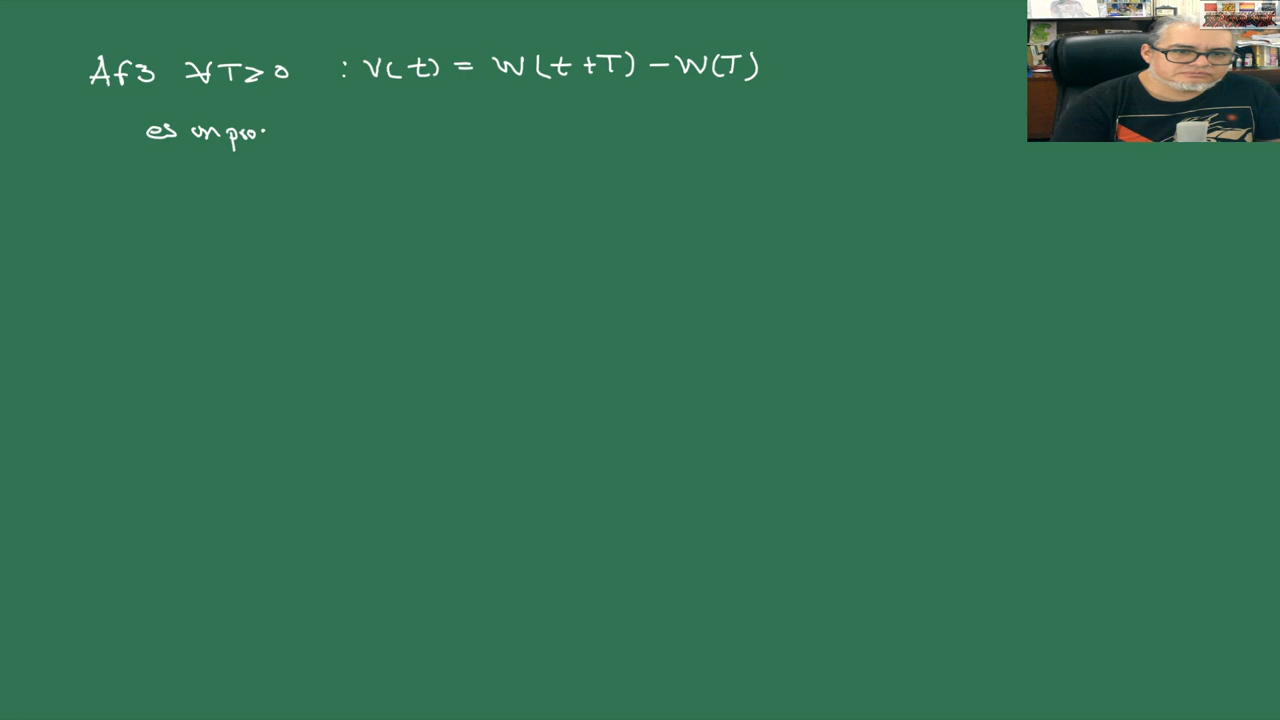 Af3 ∀T≥0 : V(t) = W(t+T) - W(T)
es un pro.